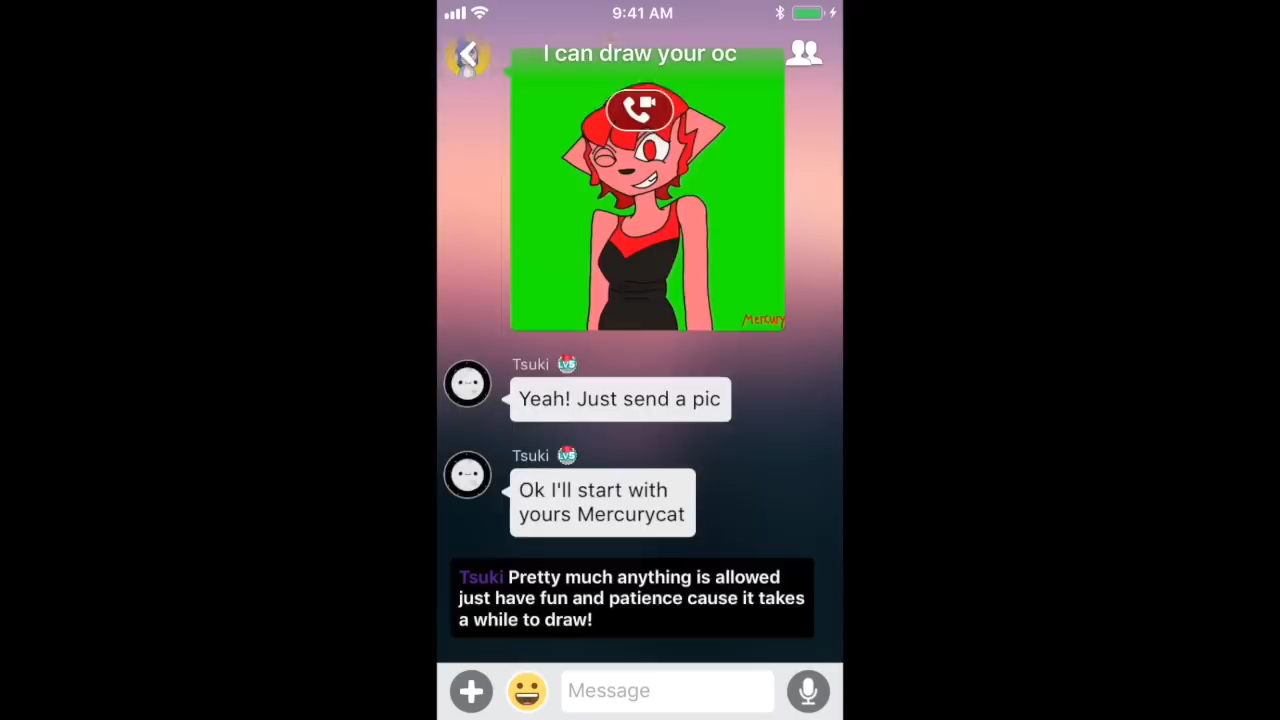 9:41 AM
I can draw your oc
Mercury
Tsuki LV5
Yeah! Just send a pic
Tsuki LV5
Ok I'll start with
yours Mercurycat
Tsuki Pretty much anything is allowed
just have fun and patience cause it takes
a while to draw!
Message